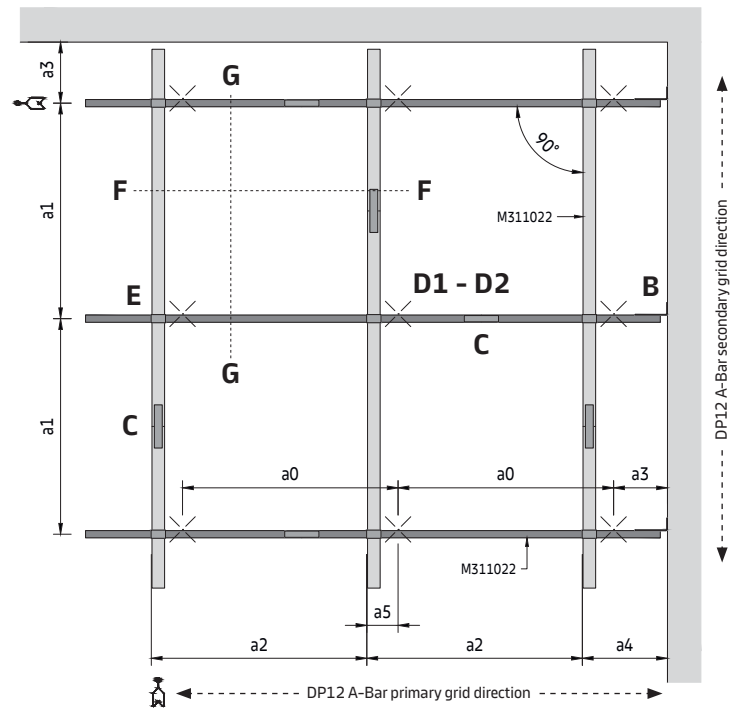 a3
G
90°
a1
F
F
M311022
DP12 A-Bar secondary grid direction
E
D1 - D2
B
C
G
C
a1
a0
a0
a3
M311022
a5
a2
a2
a4
DP12 A-Bar primary grid direction